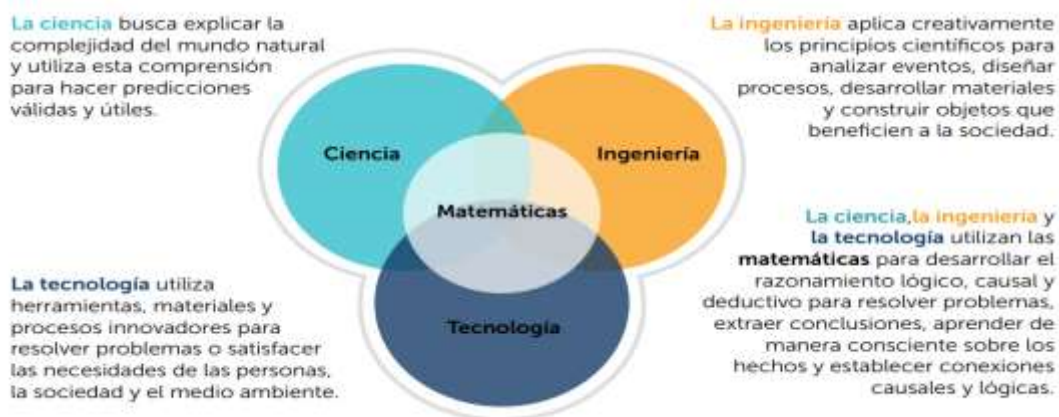 La ciencia busca explicar la
complejidad del mundo natural
y utiliza esta comprensión
para hacer predicciones
válidas y útiles.
La ingeniería aplica creativamente
los principios científicos para
analizar eventos, diseñar
procesos, desarrollar materiales
y construir objetos que
beneficien a la sociedad.
Ciencia
Ingeniería
Matemáticas
Tecnología
La tecnología utiliza
herramientas, materiales y
procesos innovadores para
resolver problemas o satisfacer
las necesidades de las personas,
la sociedad y el medio ambiente.
La ciencia,la ingeniería y
la tecnología utilizan las
matemáticas para desarrollar el
razonamiento lógico, causal y
deductivo para resolver problemas,
extraer conclusiones, aprender de
manera consciente sobre los
hechos y establecer conexiones
causales y lógicas.